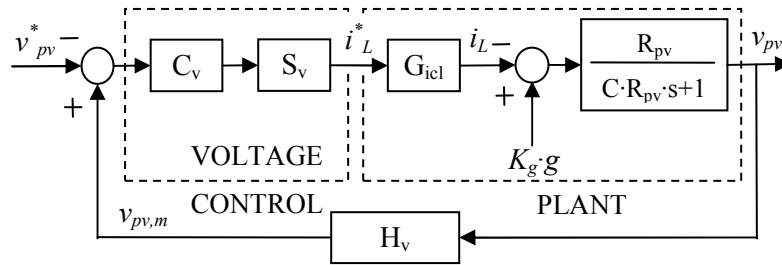 v*pv − i*L iL − vpv
Cv Sv Gicl Rpv
C·Rpv·s+1
+ +
VOLTAGE Kg·g
CONTROL PLANT
vpv,m Hv